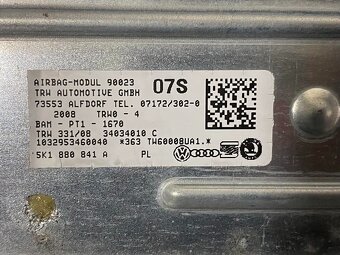 AIRBAG-MODUL 90023
TRW AUTOMOTIVE GMBH
07S
73553 ALFDORF TEL. 07172/302-0
2008 TRW0 - 4
BAM - PT1 - 1670
TRW 331/08 34034010 C
1032953460040 *363 TW60008UA1.*
5K1 880 841 A PL